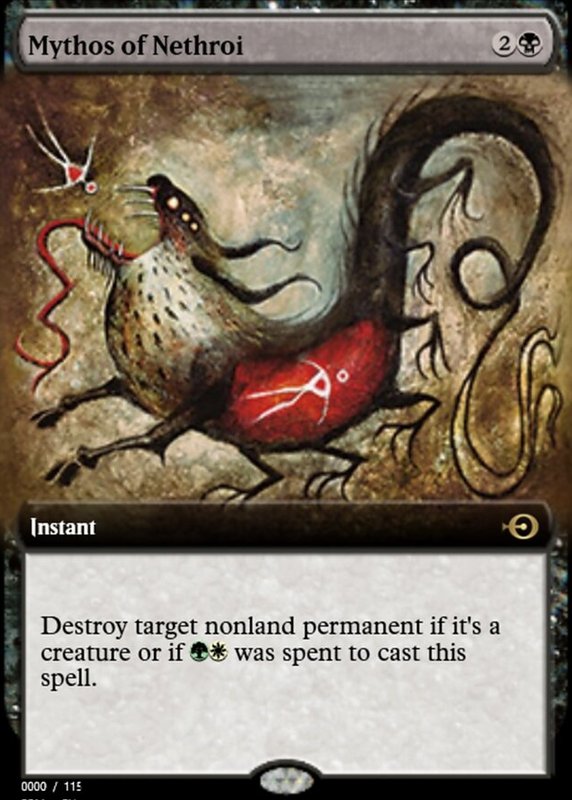 Mythos of Nethroi
2
Instant
Destroy target nonland permanent if it's a
creature or if was spent to cast this
spell.
0000 / 115